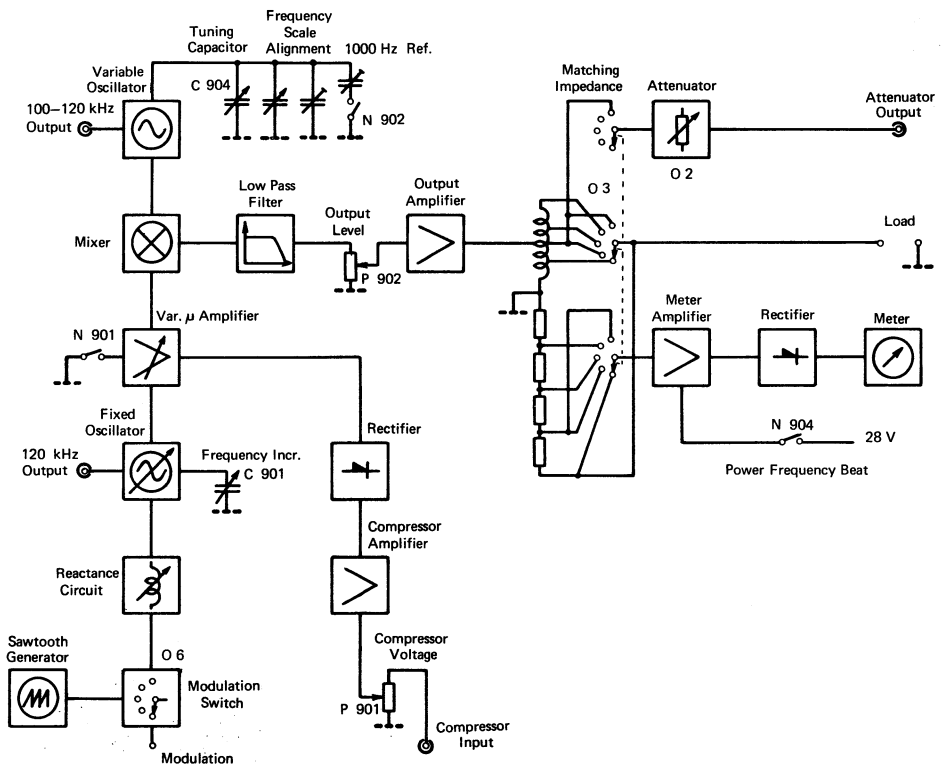 Frequency
Scale
Alignment
Tuning
Capacitor
1000 Hz Ref.
Variable
Oscillator
C 904
Matching
Impedance
Attenuator
Attenuator
Output
100—120 kHz
Output
N 902
O 2
O 3
Low Pass
Filter
Output
Level
Output
Amplifier
Load
Mixer
P 902
Var. μ Amplifier
N 901
Meter
Amplifier
Rectifier
Meter
Fixed
Oscillator
Rectifier
N 904
28 V
120 kHz
Output
Frequency Incr.
C 901
Power Frequency Beat
Compressor
Amplifier
Reactance
Circuit
Sawtooth
Generator
O 6
Compressor
Voltage
Modulation
Switch
P 901
Compressor
Input
Modulation